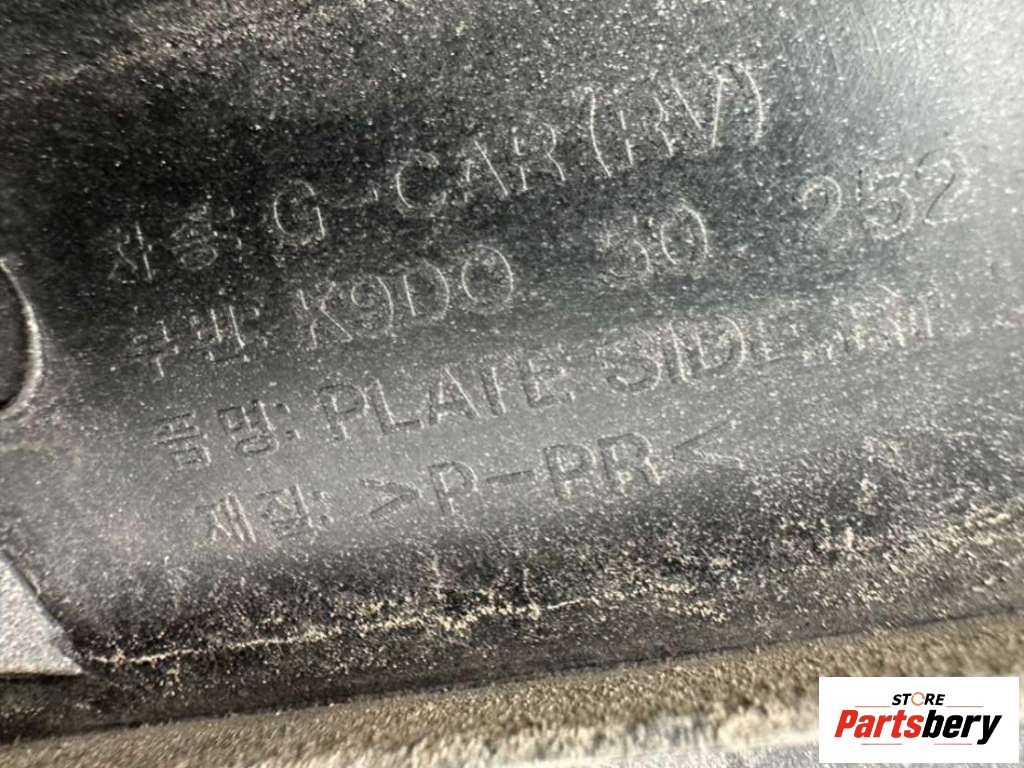 차종: G-CAR(RV)
부번: K9D0 50 252
품명: PLATE, SIDE
재질: >P-PR<
STORE
Partsbery